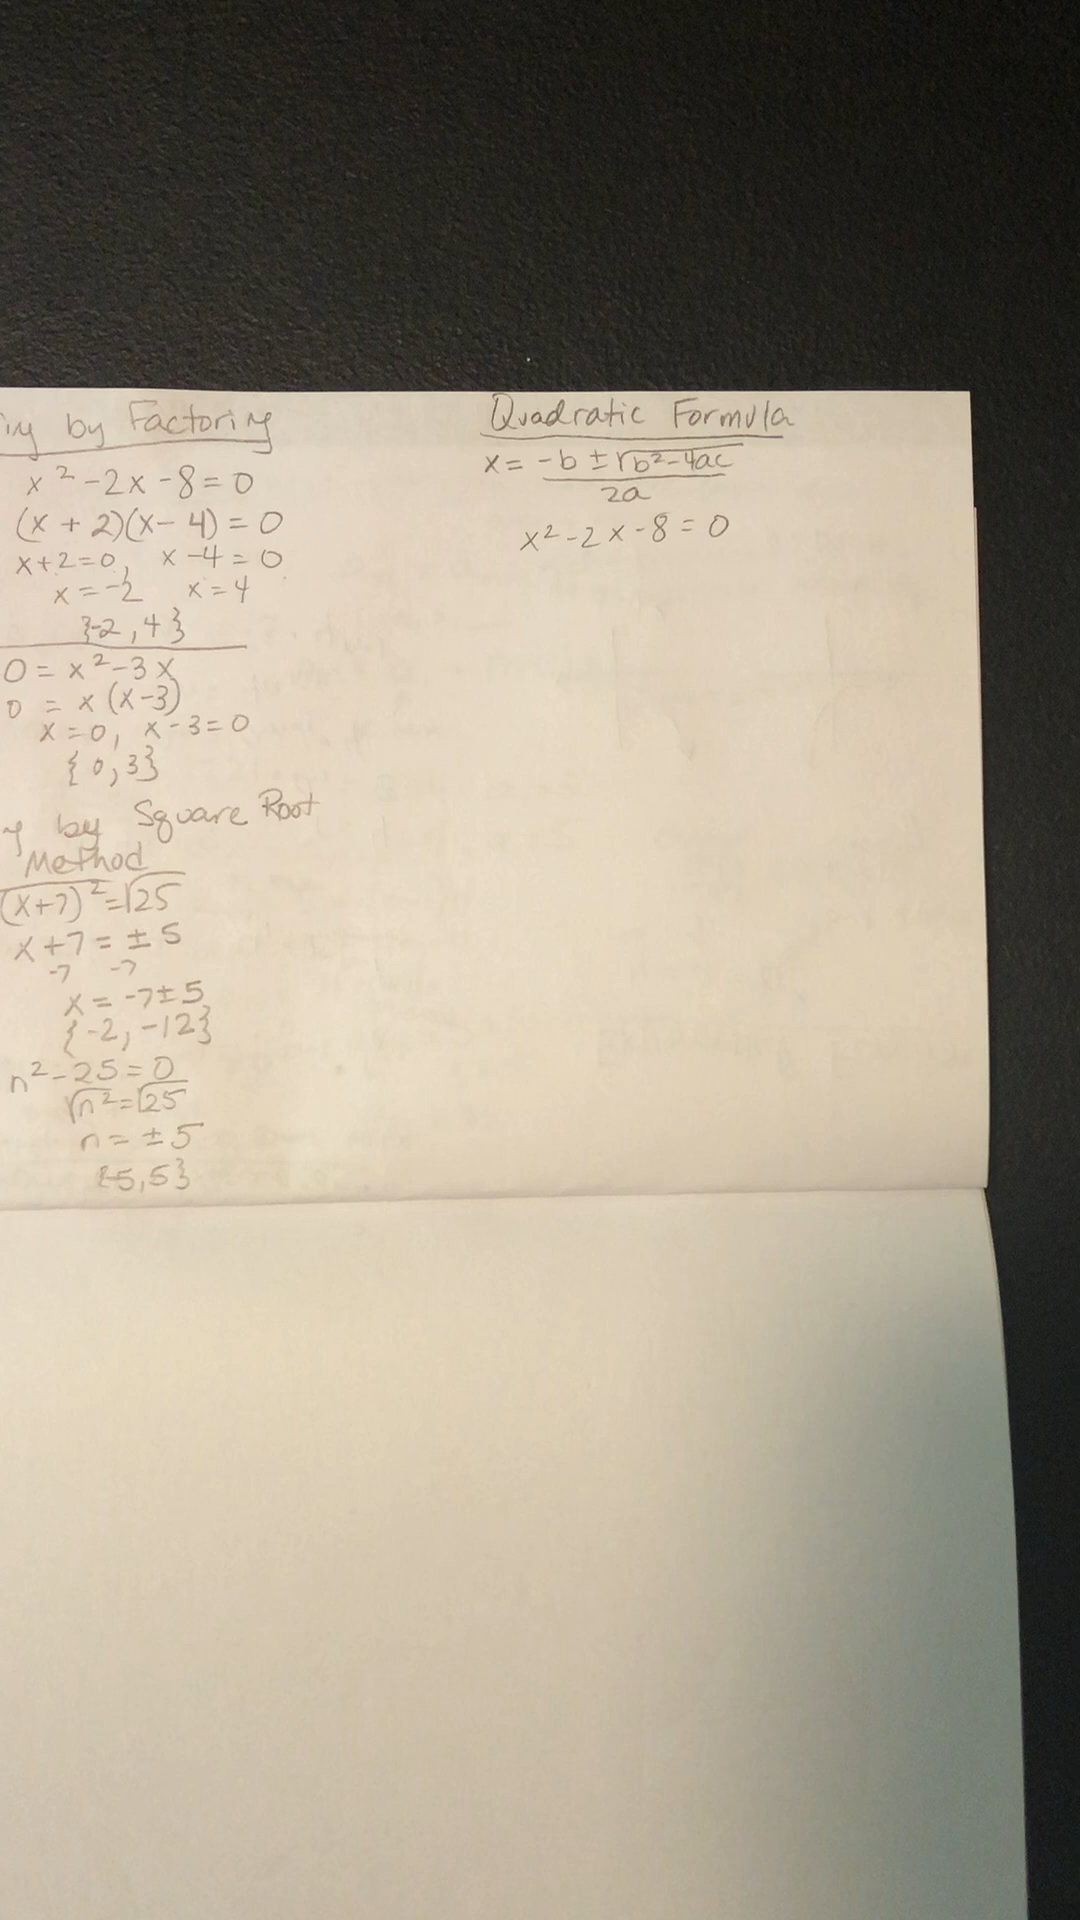 by Factoring
x² - 2x - 8 = 0
(x + 2)(x - 4) = 0
x + 2 = 0, x - 4 = 0
x = -2 x = 4
{-2, 4}
0 = x² - 3x
0 = x (x - 3)
x = 0, x - 3 = 0
{0, 3}
by Square Root
Method
(x+7)² = √25
x + 7 = ± 5
-7 -7
x = -7 ± 5
{-2, -12}
n² - 25 = 0
√n² = √25
n = ± 5
{-5, 5}
Quadratic Formula
x = -b ± √b² - 4ac
2a
x² - 2x - 8 = 0